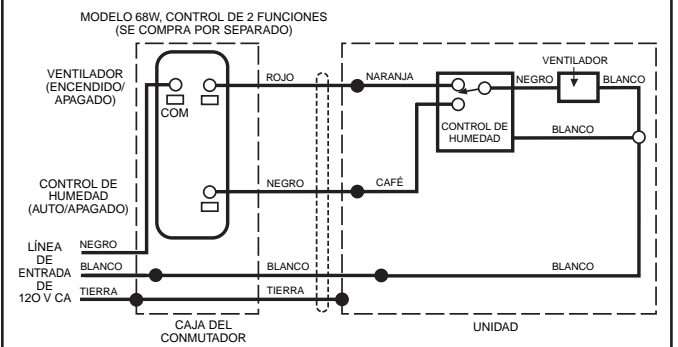 MODELO 68W, CONTROL DE 2 FUNCIONES
(SE COMPRA POR SEPARADO)
VENTILADOR
(ENCENDIDO/
APAGADO)
COM
ROJO
NARANJA
VENTILADOR
NEGRO
BLANCO
CONTROL DE
HUMEDAD
BLANCO
CONTROL DE
HUMEDAD
(AUTO/APAGADO)
NEGRO
CAFÉ
LÍNEA
DE
ENTRADA
DE
12O V CA
NEGRO
BLANCO
BLANCO
BLANCO
TIERRA
TIERRA
CAJA DEL
CONMUTADOR
UNIDAD